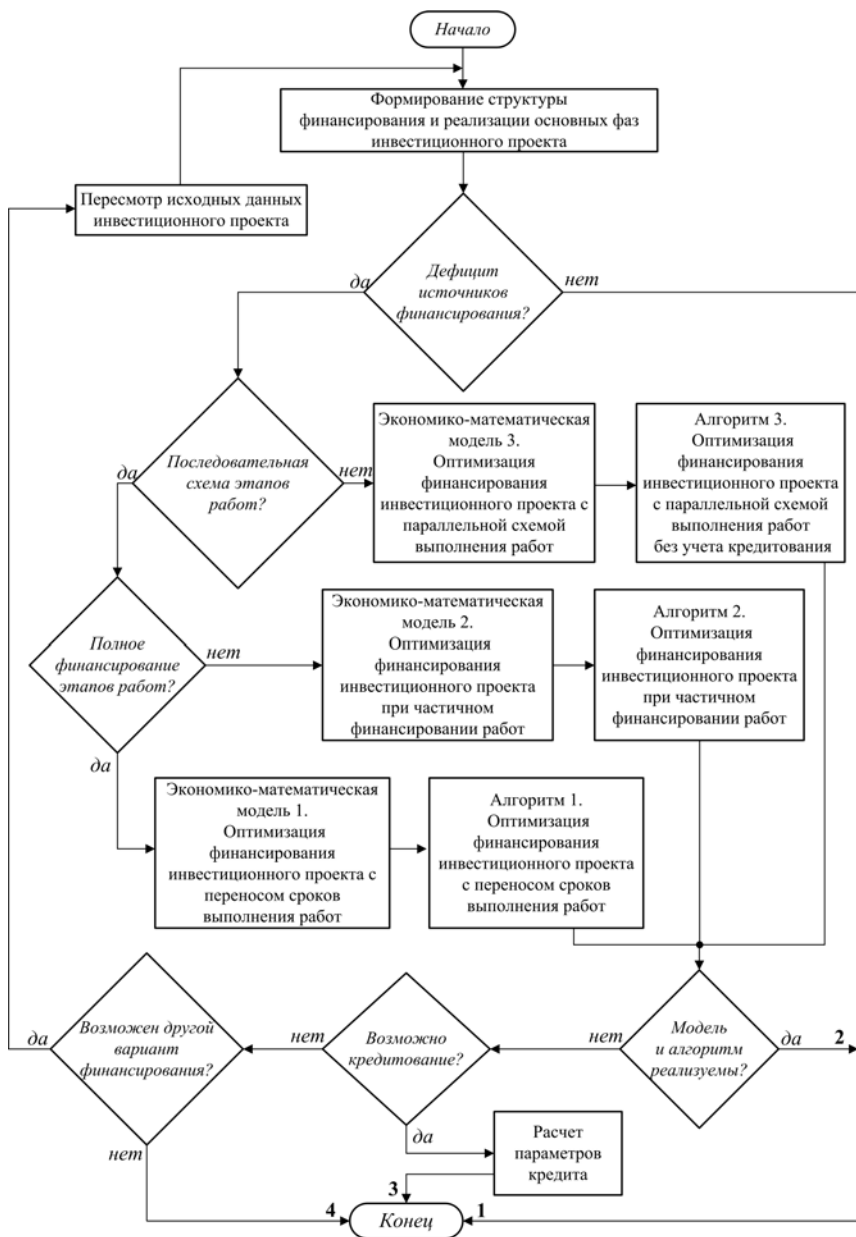 Начало
Формирование структуры
финансирования и реализации основных фаз
инвестиционного проекта
Пересмотр исходных данных
инвестиционного проекта
Дефицит
источников
финансирования?
да
нет
Последовательная
схема этапов
работ?
да
нет
Экономико-математическая
модель 3.
Оптимизация
финансирования
инвестиционного проекта с
параллельной схемой
выполнения работ
Алгоритм 3.
Оптимизация
финансирования
инвестиционного проекта
с параллельной схемой
выполнения работ
без учета кредитования
Полное
финансирование
этапов работ?
нет
да
Экономико-математическая
модель 2.
Оптимизация
финансирования
инвестиционного проекта
при частичном
финансировании работ
Алгоритм 2.
Оптимизация
финансирования
инвестиционного проекта
при частичном
финансировании работ
Экономико-математическая
модель 1.
Оптимизация
финансирования
инвестиционного проекта с
переносом сроков
выполнения работ
Алгоритм 1.
Оптимизация
финансирования
инвестиционного проекта
с переносом сроков
выполнения работ
да
Возможен другой
вариант
финансирования?
нет
нет
Возможно
кредитование?
да
нет
Модель
и алгоритм
реализуемы?
да
2
Расчет
параметров
кредита
3
4
Конец
1